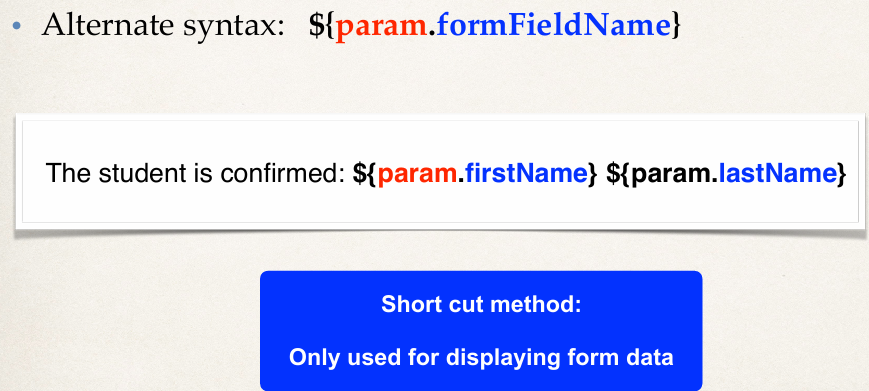 • Alternate syntax: ${param.formFieldName}
The student is confirmed: ${param.firstName} ${param.lastName}
Short cut method:
Only used for displaying form data